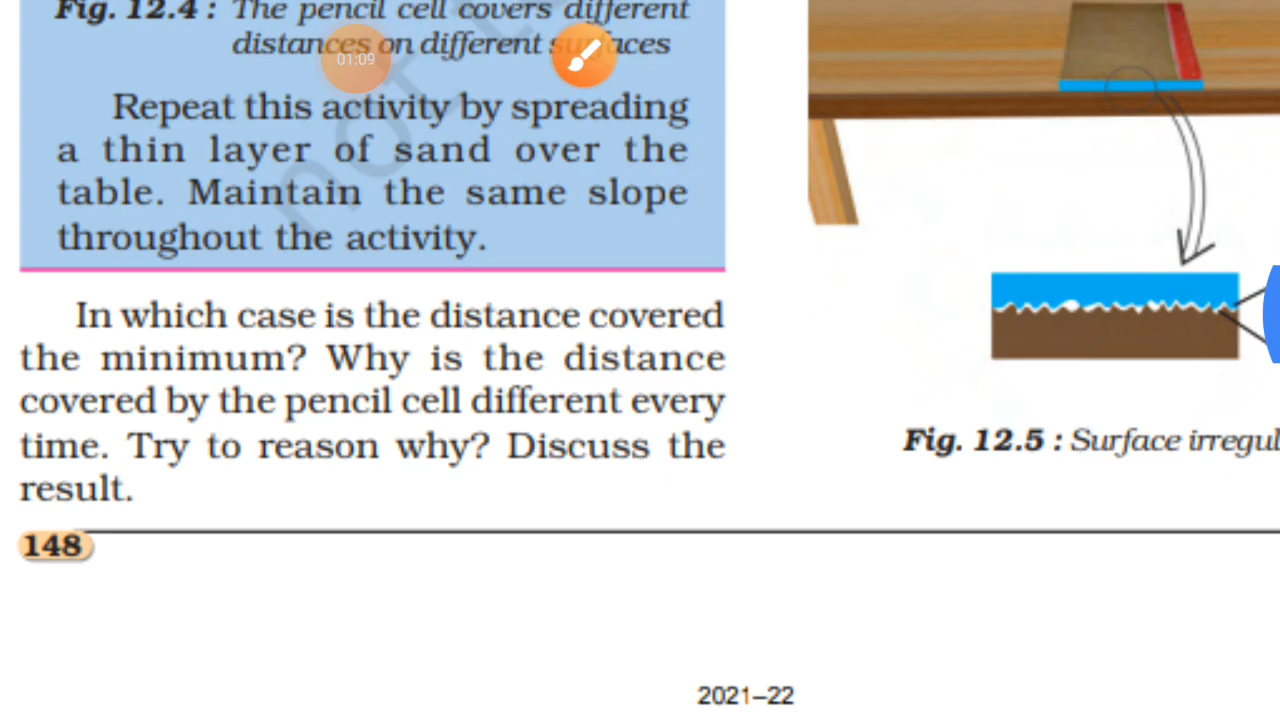 Fig. 12.4 : The pencil cell covers different
distances on different surfaces
01:09
Repeat this activity by spreading
a thin layer of sand over the
table. Maintain the same slope
throughout the activity.
In which case is the distance covered
the minimum? Why is the distance
covered by the pencil cell different every
time. Try to reason why? Discuss the
result.
148
Fig. 12.5 : Surface irregul
2021–22
not